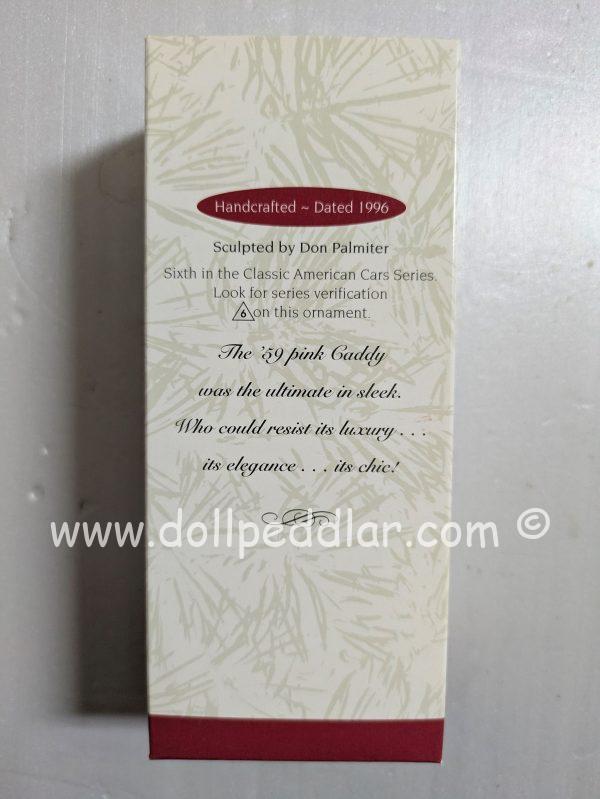 Handcrafted ~ Dated 1996
Sculpted by Don Palmiter
Sixth in the Classic American Cars Series.
Look for series verification
6 on this ornament.
The '59 pink Caddy
was the ultimate in sleek.
Who could resist its luxury . . .
its elegance . . . its chic!
www.dollpeddlar.com ©